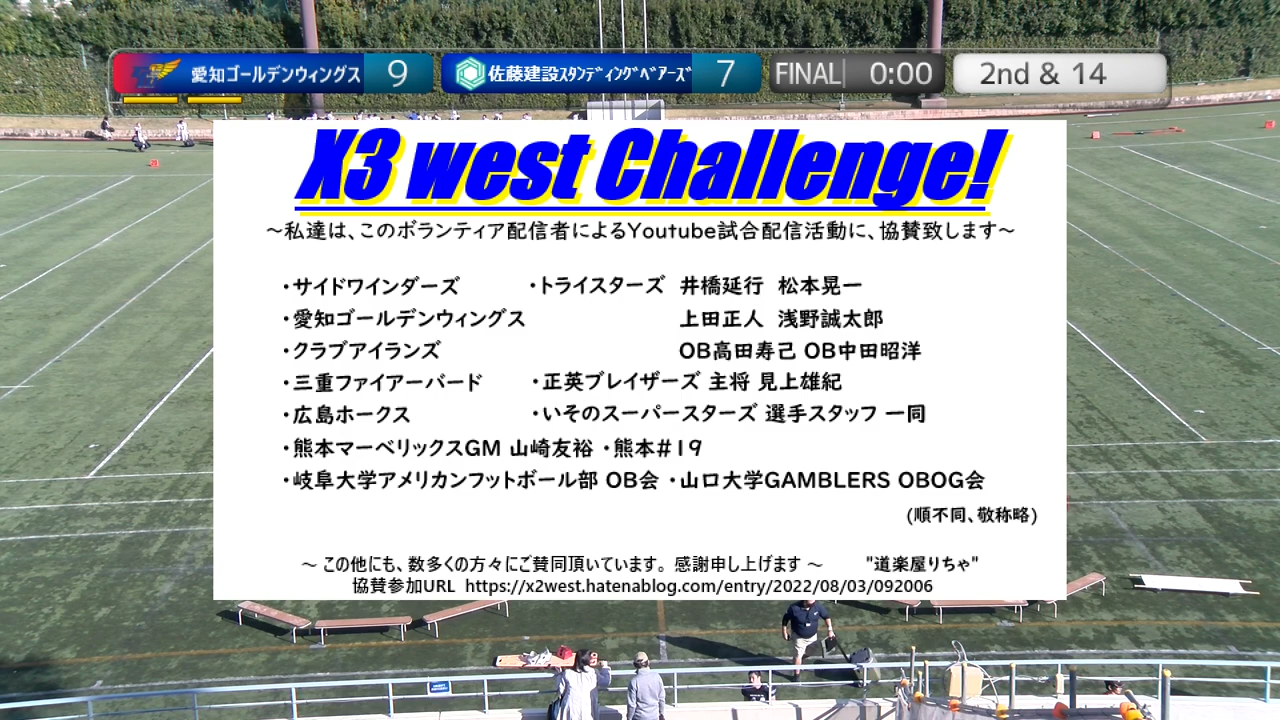 愛知ゴールデンウィングス 9 佐藤建設ｽﾀﾝﾃﾞｨﾝｸﾞﾍﾞｱｰｽﾞ 7 FINAL 0:00 2nd & 14
X3 west Challenge!
～私達は、このボランティア配信者によるYoutube試合配信活動に、協賛致します～
・サイドワインダーズ ・トライスターズ 井橋延行 松本晃一
・愛知ゴールデンウィングス 上田正人 浅野誠太郎
・クラブアイランズ OB高田寿己 OB中田昭洋
・三重ファイアーバード ・正英ブレイザーズ 主将 見上雄紀
・広島ホークス ・いそのスーパースターズ 選手スタッフ 一同
・熊本マーベリックスGM 山崎友裕 ・熊本#19
・岐阜大学アメリカンフットボール部 OB会 ・山口大学GAMBLERS OBOG会
(順不同、敬称略)
～ この他にも、数多くの方々にご賛同頂いています。感謝申し上げます ～ "道楽屋りちゃ"
協賛参加URL https://x2west.hatenablog.com/entry/2022/08/03/092006